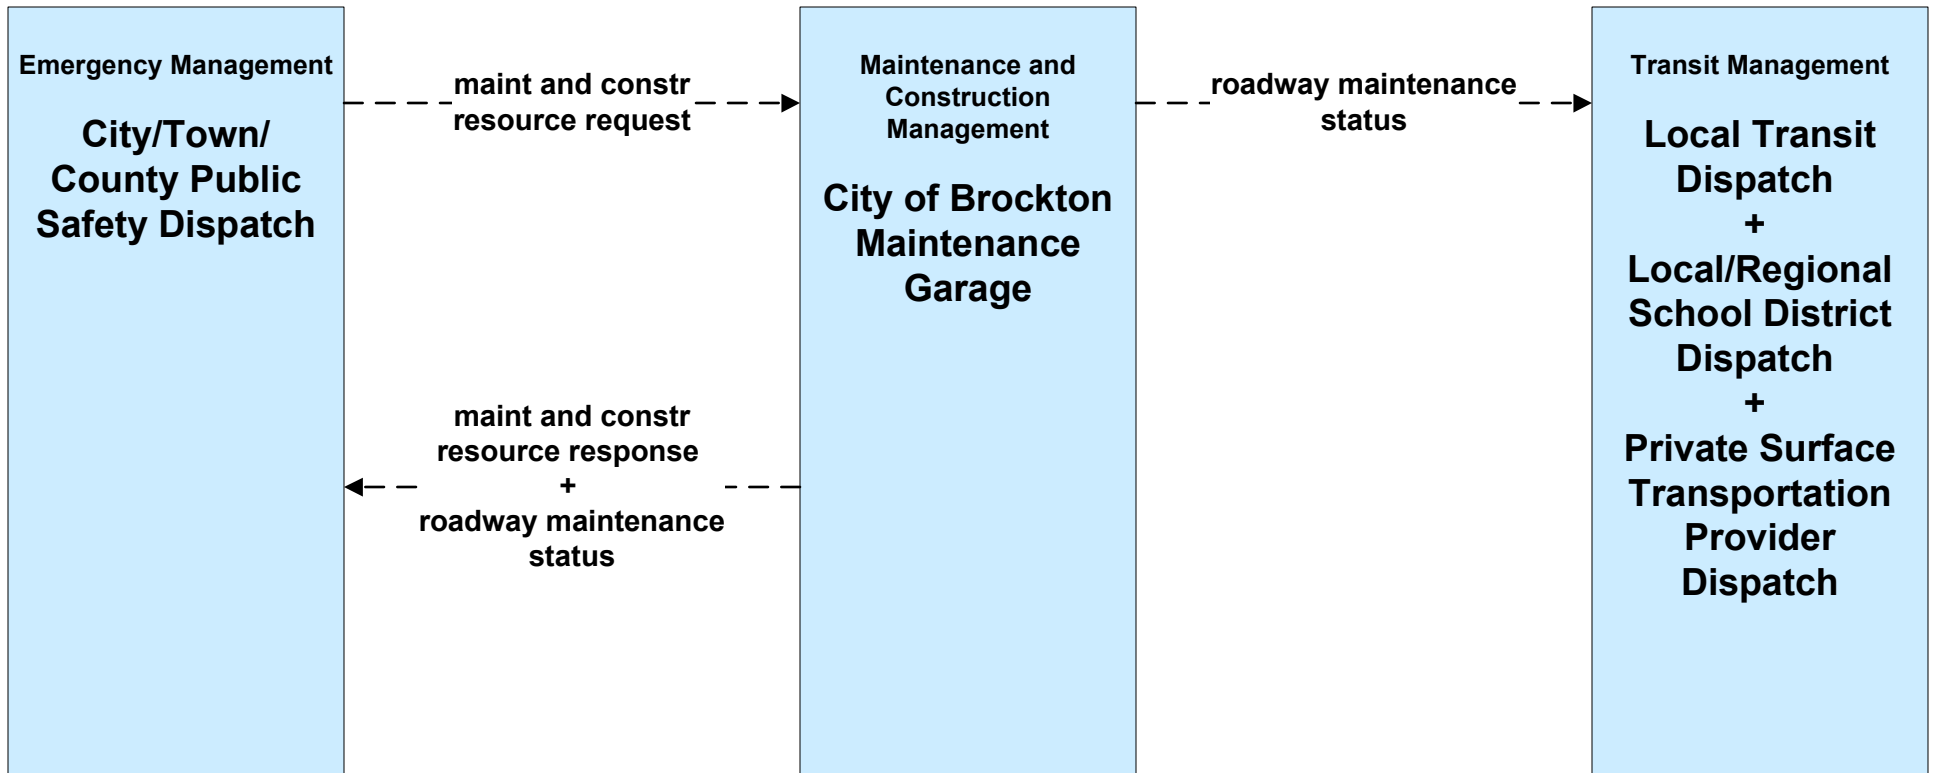 Emergency Management
City/Town/
County Public
Safety Dispatch
maint and constr
resource request
maint and constr
resource response
+
roadway maintenance
status
Maintenance and
Construction
Management
City of Brockton
Maintenance
Garage
roadway maintenance
status
Transit Management
Local Transit
Dispatch
+
Local/Regional
School District
Dispatch
+
Private Surface
Transportation
Provider
Dispatch